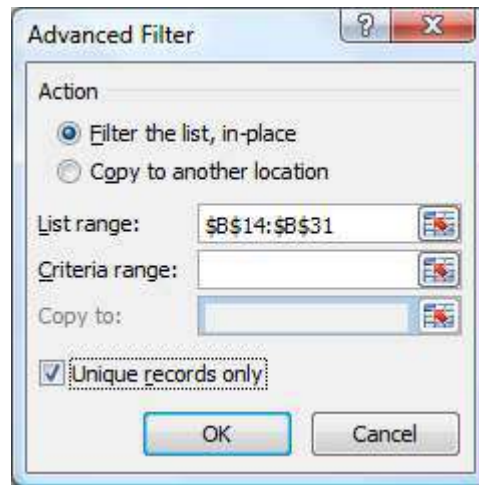 Advanced Filter
?
Action
Filter the list, in-place
Copy to another location
List range: $B$14:$B$31
Criteria range:
Copy to:
Unique records only
OK Cancel